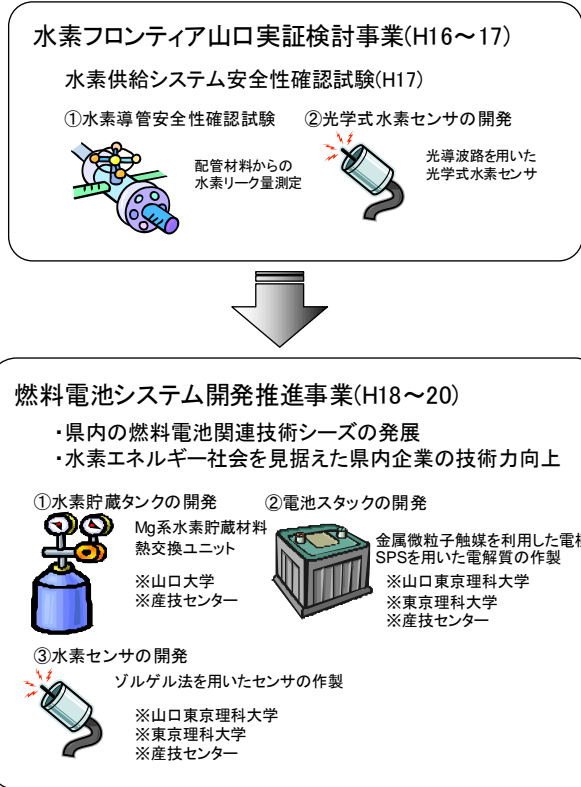 水素フロンティア山口実証検討事業(H16～17)
水素供給システム安全性確認試験(H17)
①水素導管安全性確認試験
配管材料からの
水素リーク量測定
②光学式水素センサの開発
光導波路を用いた
光学式水素センサ
燃料電池システム開発推進事業(H18～20)
・県内の燃料電池関連技術シーズの発展
・水素エネルギー社会を見据えた県内企業の技術力向上
①水素貯蔵タンクの開発
Mg系水素貯蔵材料
熱交換ユニット
※山口大学
※産技センター
②電池スタックの開発
金属微粒子触媒を利用した電極
SPSを用いた電解質の作製
※山口東京理科大学
※東京理科大学
※産技センター
③水素センサの開発
ゾルゲル法を用いたセンサの作製
※山口東京理科大学
※東京理科大学
※産技センター